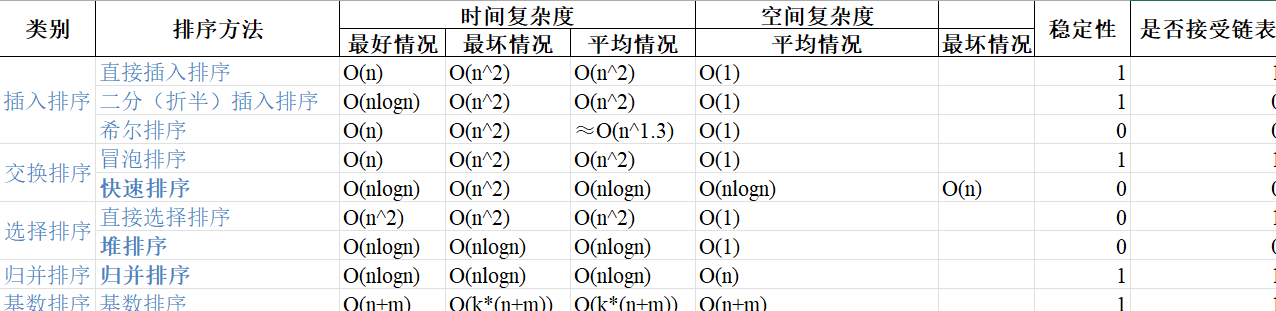 类别 排序方法 时间复杂度 空间复杂度 稳定性 是否接受链表
最好情况 最坏情况 平均情况 平均情况 最坏情况
插入排序 直接插入排序 O(n) O(n^2) O(n^2) O(1) 1 1
二分（折半）插入排序 O(nlogn) O(n^2) O(n^2) O(1) 1 0
希尔排序 O(n) O(n^2) ≈O(n^1.3) O(1) 0 0
交换排序 冒泡排序 O(n) O(n^2) O(n^2) O(1) 1 1
快速排序 O(nlogn) O(n^2) O(nlogn) O(nlogn) O(n) 0 0
选择排序 直接选择排序 O(n^2) O(n^2) O(n^2) O(1) 0 1
堆排序 O(nlogn) O(nlogn) O(nlogn) O(1) 0 0
归并排序 归并排序 O(nlogn) O(nlogn) O(nlogn) O(n) 1 1
基数排序 基数排序 O(n+m) O(k*(n+m)) O(k*(n+m)) O(n+m) 1 1